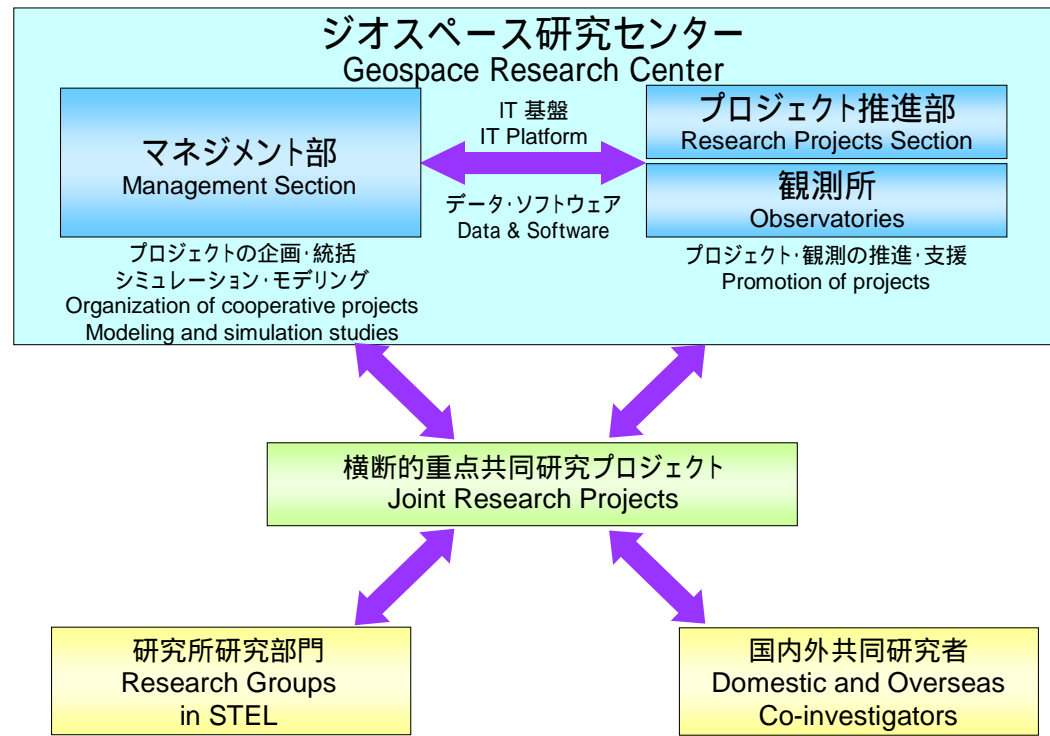 ジオスペース研究センター
Geospace Research Center
マネジメント部
Management Section
IT 基盤
IT Platform
データ・ソフトウェア
Data & Software
プロジェクト推進部
Research Projects Section
観測所
Observatories
プロジェクトの企画・統括
シミュレーション・モデリング
Organization of cooperative projects
Modeling and simulation studies
プロジェクト・観測の推進・支援
Promotion of projects
横断的重点共同研究プロジェクト
Joint Research Projects
研究所研究部門
Research Groups
in STEL
国内外共同研究者
Domestic and Overseas
Co-investigators